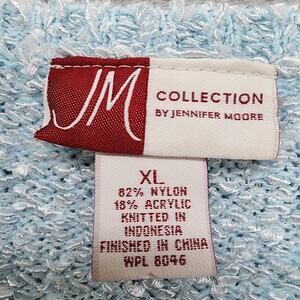 JM
COLLECTION
BY JENNIFER MOORE
XL
82% NYLON
18% ACRYLIC
KNITTED IN
INDONESIA
FINISHED IN CHINA
WPL 8046